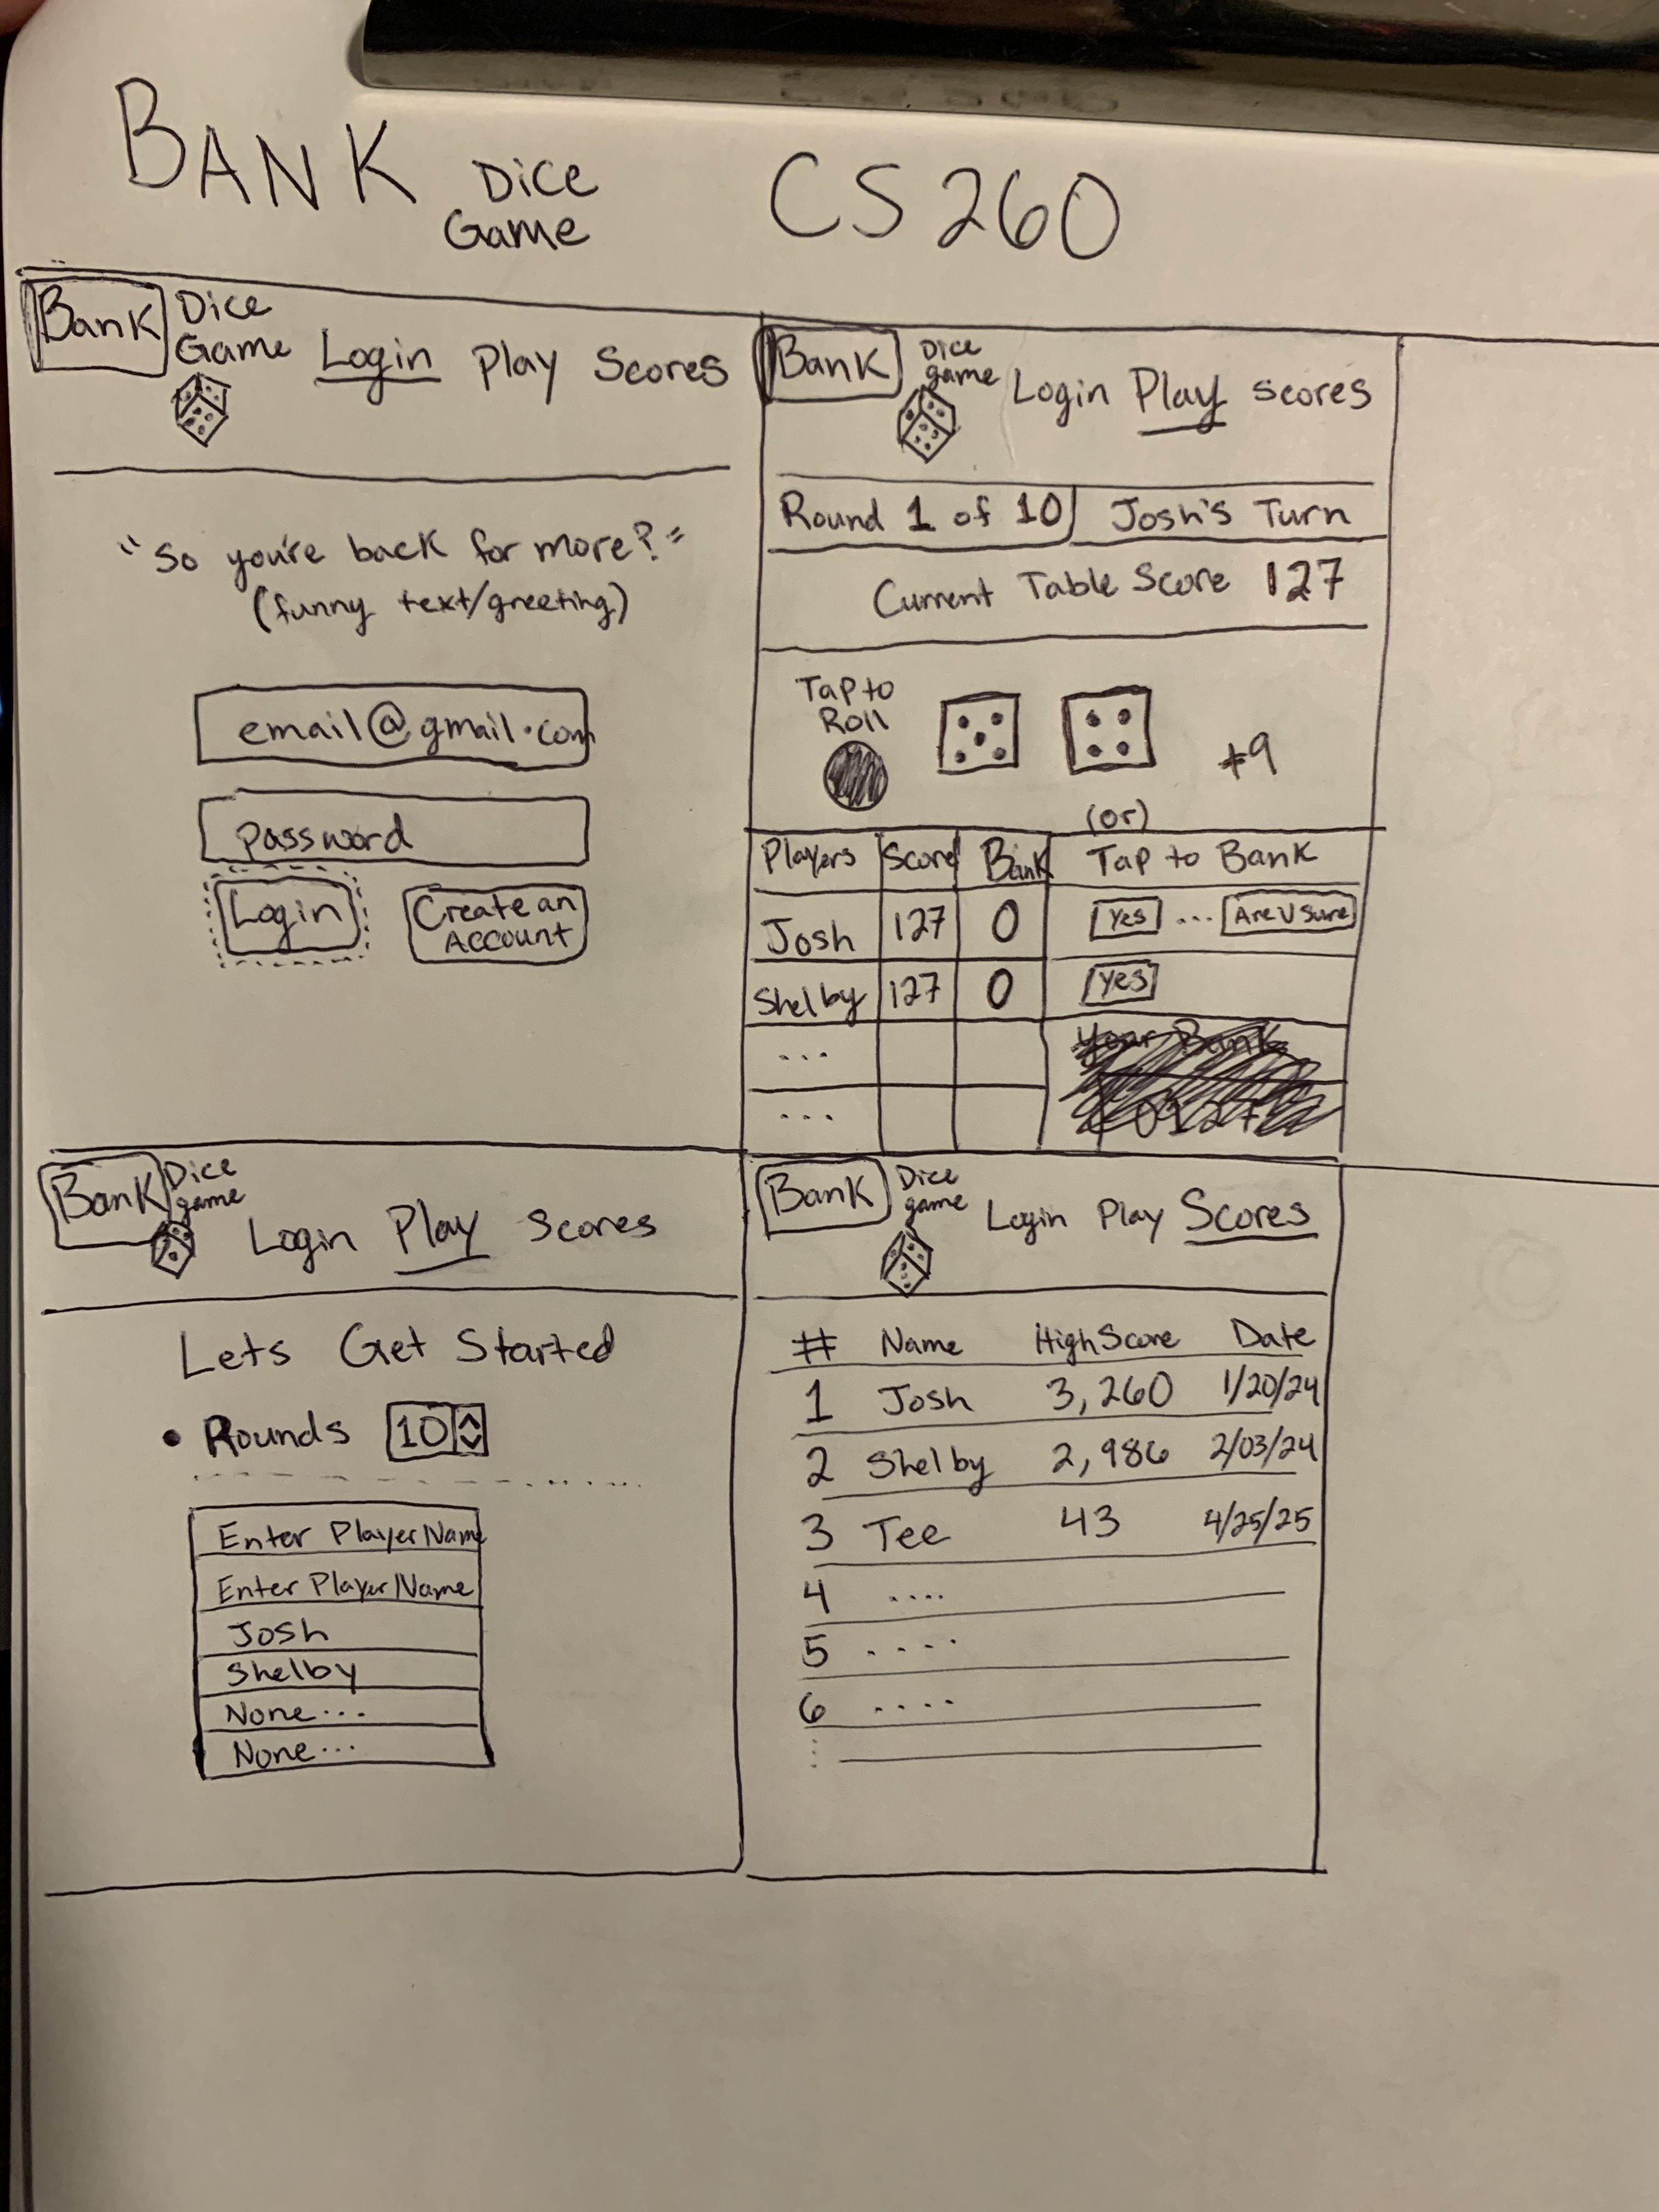 BANK Dice Game CS 260
Bank Dice Game Login Play Scores
"So you're back for more?"
(funny text/greeting)
email@gmail.com
password
Login Create an Account
Bank Dice game Login Play scores
Round 1 of 10 Josh's Turn
Current Table Score 127
Tap to Roll +9
(or)
Players Score Bank Tap to Bank
Josh 127 0 Yes ... Are U Sure
Shelby 127 0 Yes
...
...
Bank Dice game Login Play scores
Lets Get Started
• Rounds 10
Enter Player Name
Enter Player Name
Josh
Shelby
None...
None...
Bank Dice game Login Play Scores
# Name HighScore Date
1 Josh 3,260 1/20/24
2 Shelby 2,986 2/03/24
3 Tee 43 4/25/25
4 ....
5 ....
6 ....